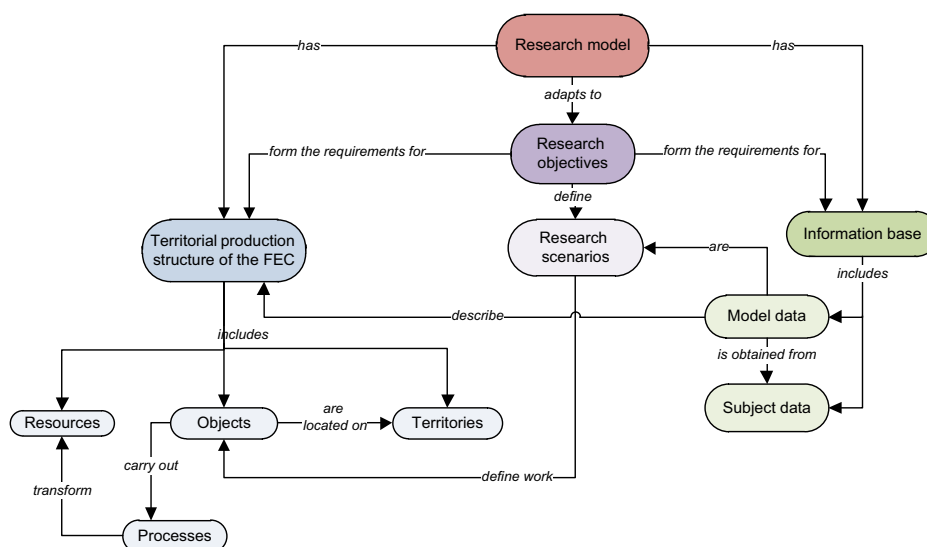 Research model
has
has
adapts to
Research
objectives
form the requirements for
form the requirements for
define
Territorial production
structure of the FEC
Research
scenarios
Information base
are
includes
describe
Model data
includes
is obtained from
Subject data
Resources
Objects
are
located on
Territories
carry out
define work
transform
Processes